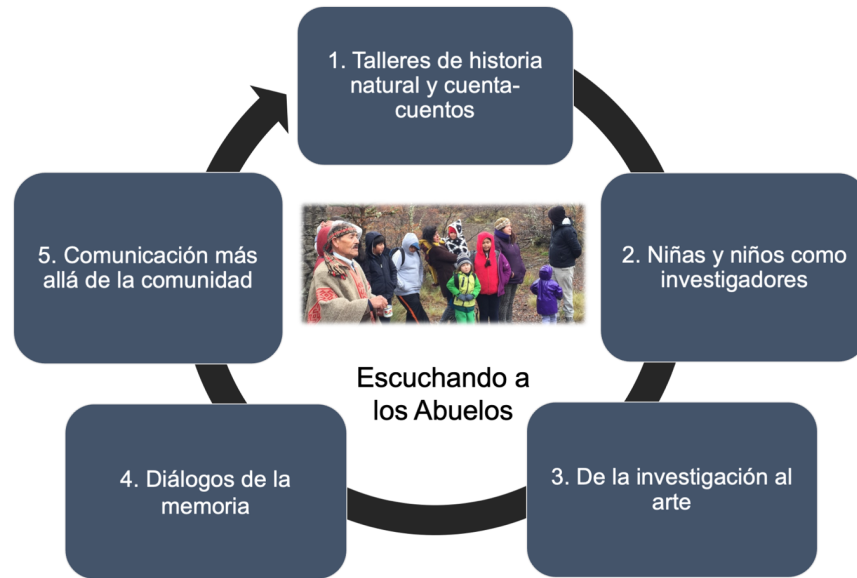 1. Talleres de historia
natural y cuenta-
cuentos
2. Niñas y niños como
investigadores
3. De la investigación al
arte
4. Diálogos de la
memoria
5. Comunicación más
allá de la comunidad
Escuchando a
los Abuelos